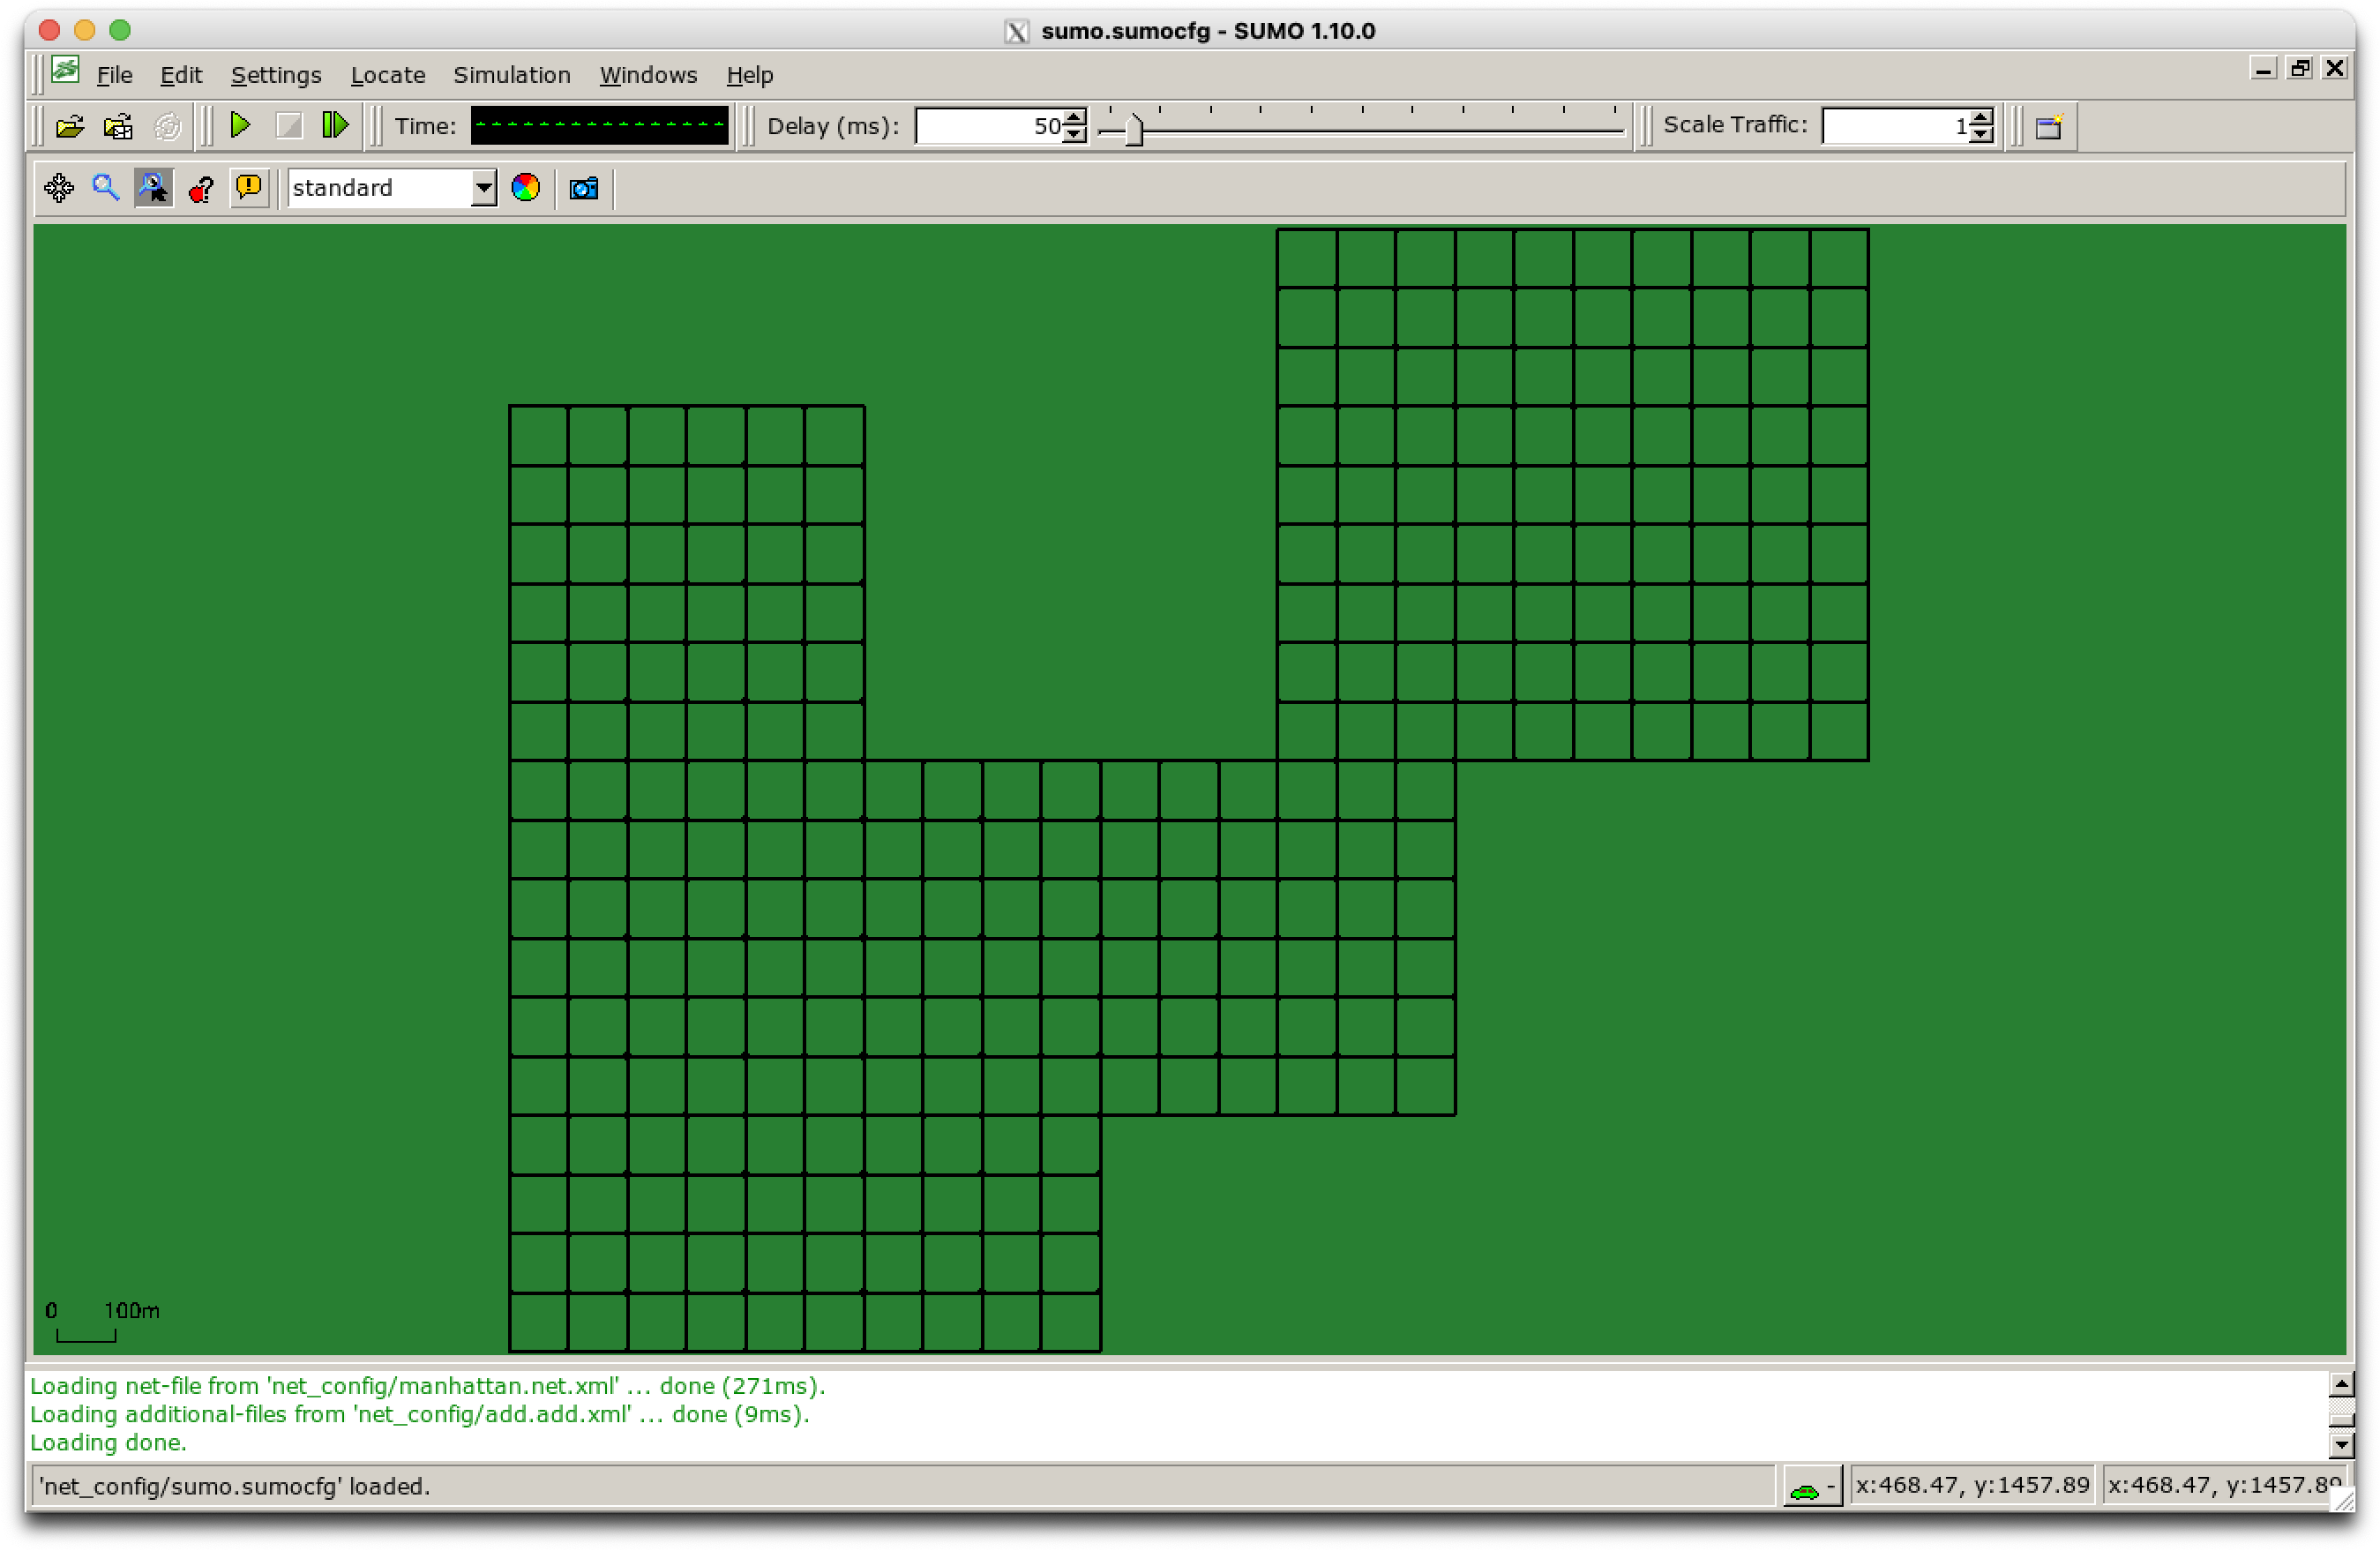 sumo.sumocfg - SUMO 1.10.0
File Edit Settings Locate Simulation Windows Help
Time: Delay (ms): 50 Scale Traffic: 1
standard
0 100m
Loading net-file from 'net_config/manhattan.net.xml' ... done (271ms).
Loading additional-files from 'net_config/add.add.xml' ... done (9ms).
Loading done.
'net_config/sumo.sumocfg' loaded. - x:468.47, y:1457.89 x:468.47, y:1457.89